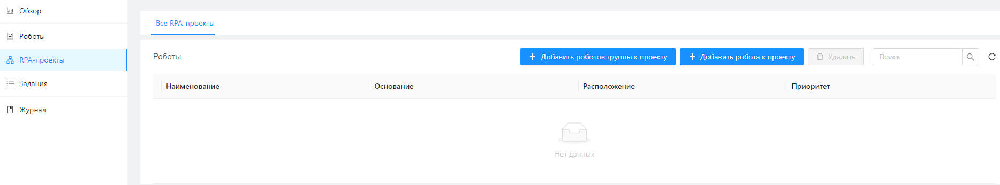 Обзор
Роботы
RPA-проекты
Задания
Журнал
Все RPA-проекты
Роботы
Добавить роботов группы к проекту
Добавить робота к проекту
Удалить
Поиск
Наименование Основание Расположение Приоритет
Нет данных